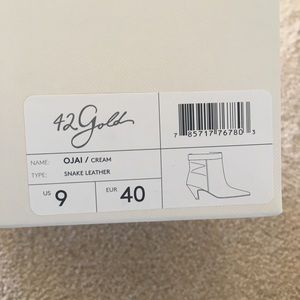 42 Gold
7 85717 76780 3
NAME: OJAI / CREAM
TYPE: SNAKE LEATHER
US 9 EUR 40